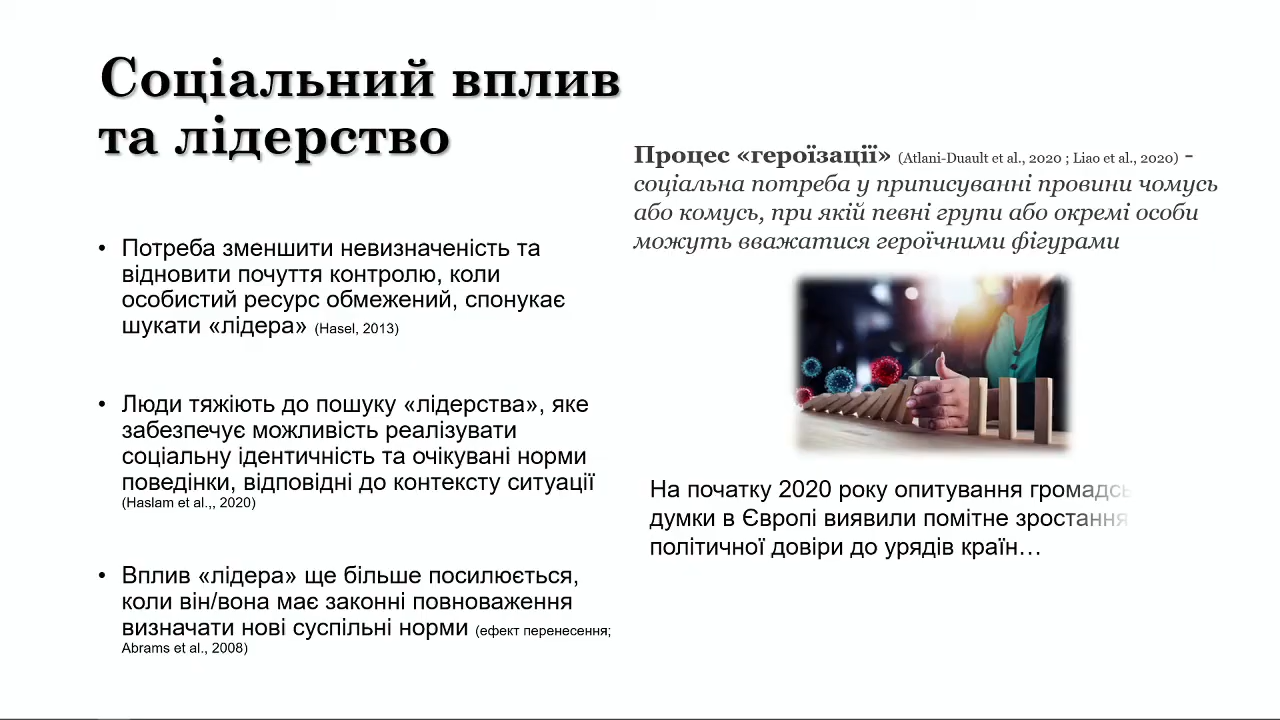 Соціальний вплив
та лідерство
• Потреба зменшити невизначеність та
відновити почуття контролю, коли
особистий ресурс обмежений, спонукає
шукати «лідера» (Hasel, 2013)
• Люди тяжіють до пошуку «лідерства», яке
забезпечує можливість реалізувати
соціальну ідентичність та очікувані норми
поведінки, відповідні до контексту ситуації
(Haslam et al.,, 2020)
• Вплив «лідера» ще більше посилюється,
коли він/вона має законні повноваження
визначати нові суспільні норми (ефект перенесення;
Abrams et al., 2008)
Процес «героїзації» (Atlani-Duault et al., 2020 ; Liao et al., 2020) -
соціальна потреба у приписуванні провини чомусь
або комусь, при якій певні групи або окремі особи
можуть вважатися героїчними фігурами
На початку 2020 року опитування
думки в Європі виявили помітне зростання
політичної довіри до урядів країн…